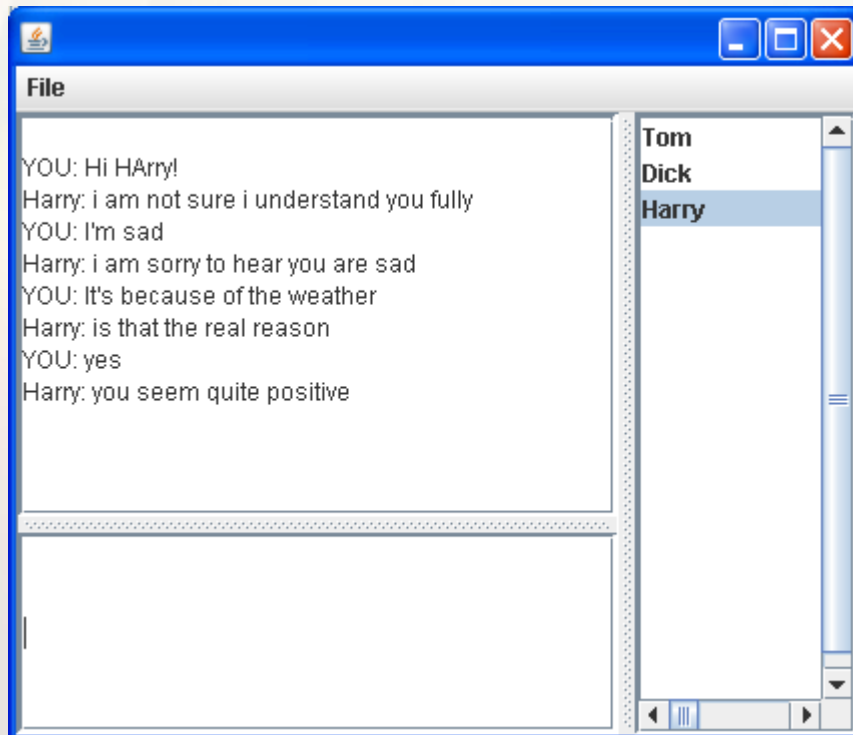 File
YOU: Hi HArry!
Harry: i am not sure i understand you fully
YOU: I'm sad
Harry: i am sorry to hear you are sad
YOU: It's because of the weather
Harry: is that the real reason
YOU: yes
Harry: you seem quite positive
Tom
Dick
Harry